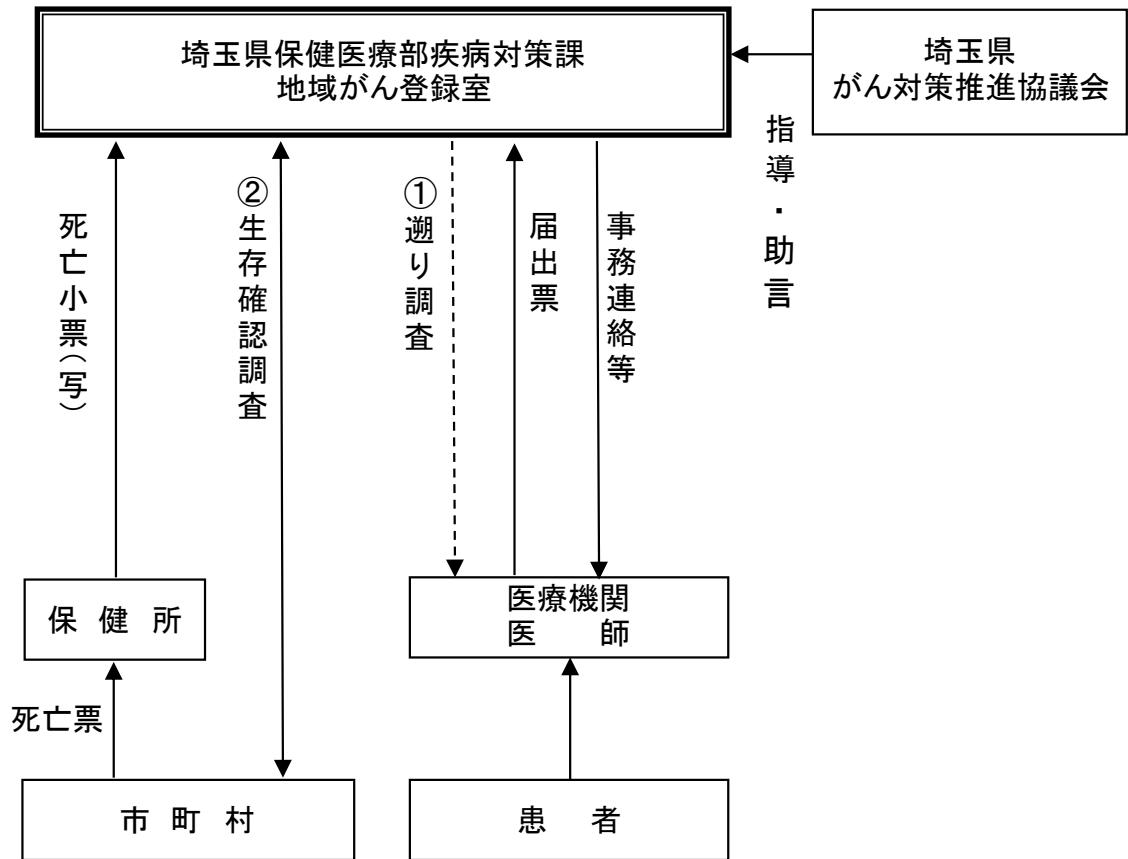 埼玉県保健医療部疾病対策課
地域がん登録室
埼玉県
がん対策推進協議会
指導・助言
死亡小票(写)
②生存確認調査
①遡り調査
届出票
事務連絡等
保健所
医療機関
医師
死亡票
市町村
患者